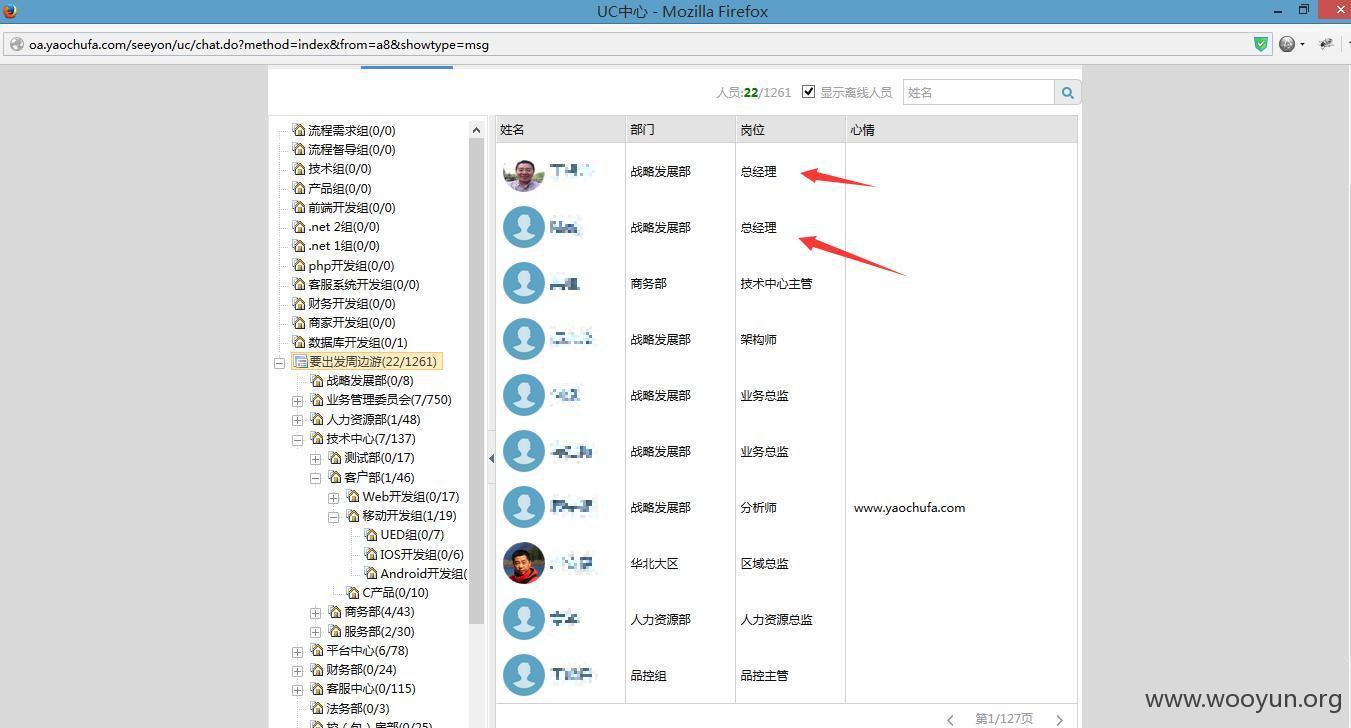 UC中心 - Mozilla Firefox
oa.yaochufa.com/seeyon/uc/chat.do?method=index&from=a8&showtype=msg
人员:22/1261 显示离线人员 姓名
流程需求组(0/0)
流程督导组(0/0)
技术组(0/0)
产品组(0/0)
前端开发组(0/0)
.net 2组(0/0)
.net 1组(0/0)
php开发组(0/0)
客服系统开发组(0/0)
财务开发组(0/0)
商家开发组(0/0)
数据库开发组(0/1)
要出发周边游(22/1261)
战略发展部(0/8)
业务管理委员会(7/750)
人力资源部(1/48)
技术中心(7/137)
测试部(0/17)
客户部(1/46)
Web开发组(0/17)
移动开发组(1/19)
UED组(0/7)
IOS开发组(0/6)
Android开发组(
C产品(0/10)
商务部(4/43)
服务部(2/30)
平台中心(6/78)
财务部(0/24)
客服中心(0/115)
法务部(0/3)
姓名 部门 岗位 心情
战略发展部 总经理
战略发展部 总经理
商务部 技术中心主管
战略发展部 架构师
战略发展部 业务总监
战略发展部 业务总监
战略发展部 分析师 www.yaochufa.com
华北大区 区域总监
人力资源部 人力资源总监
品控组 品控主管
第1/127页
www.wooyun.org